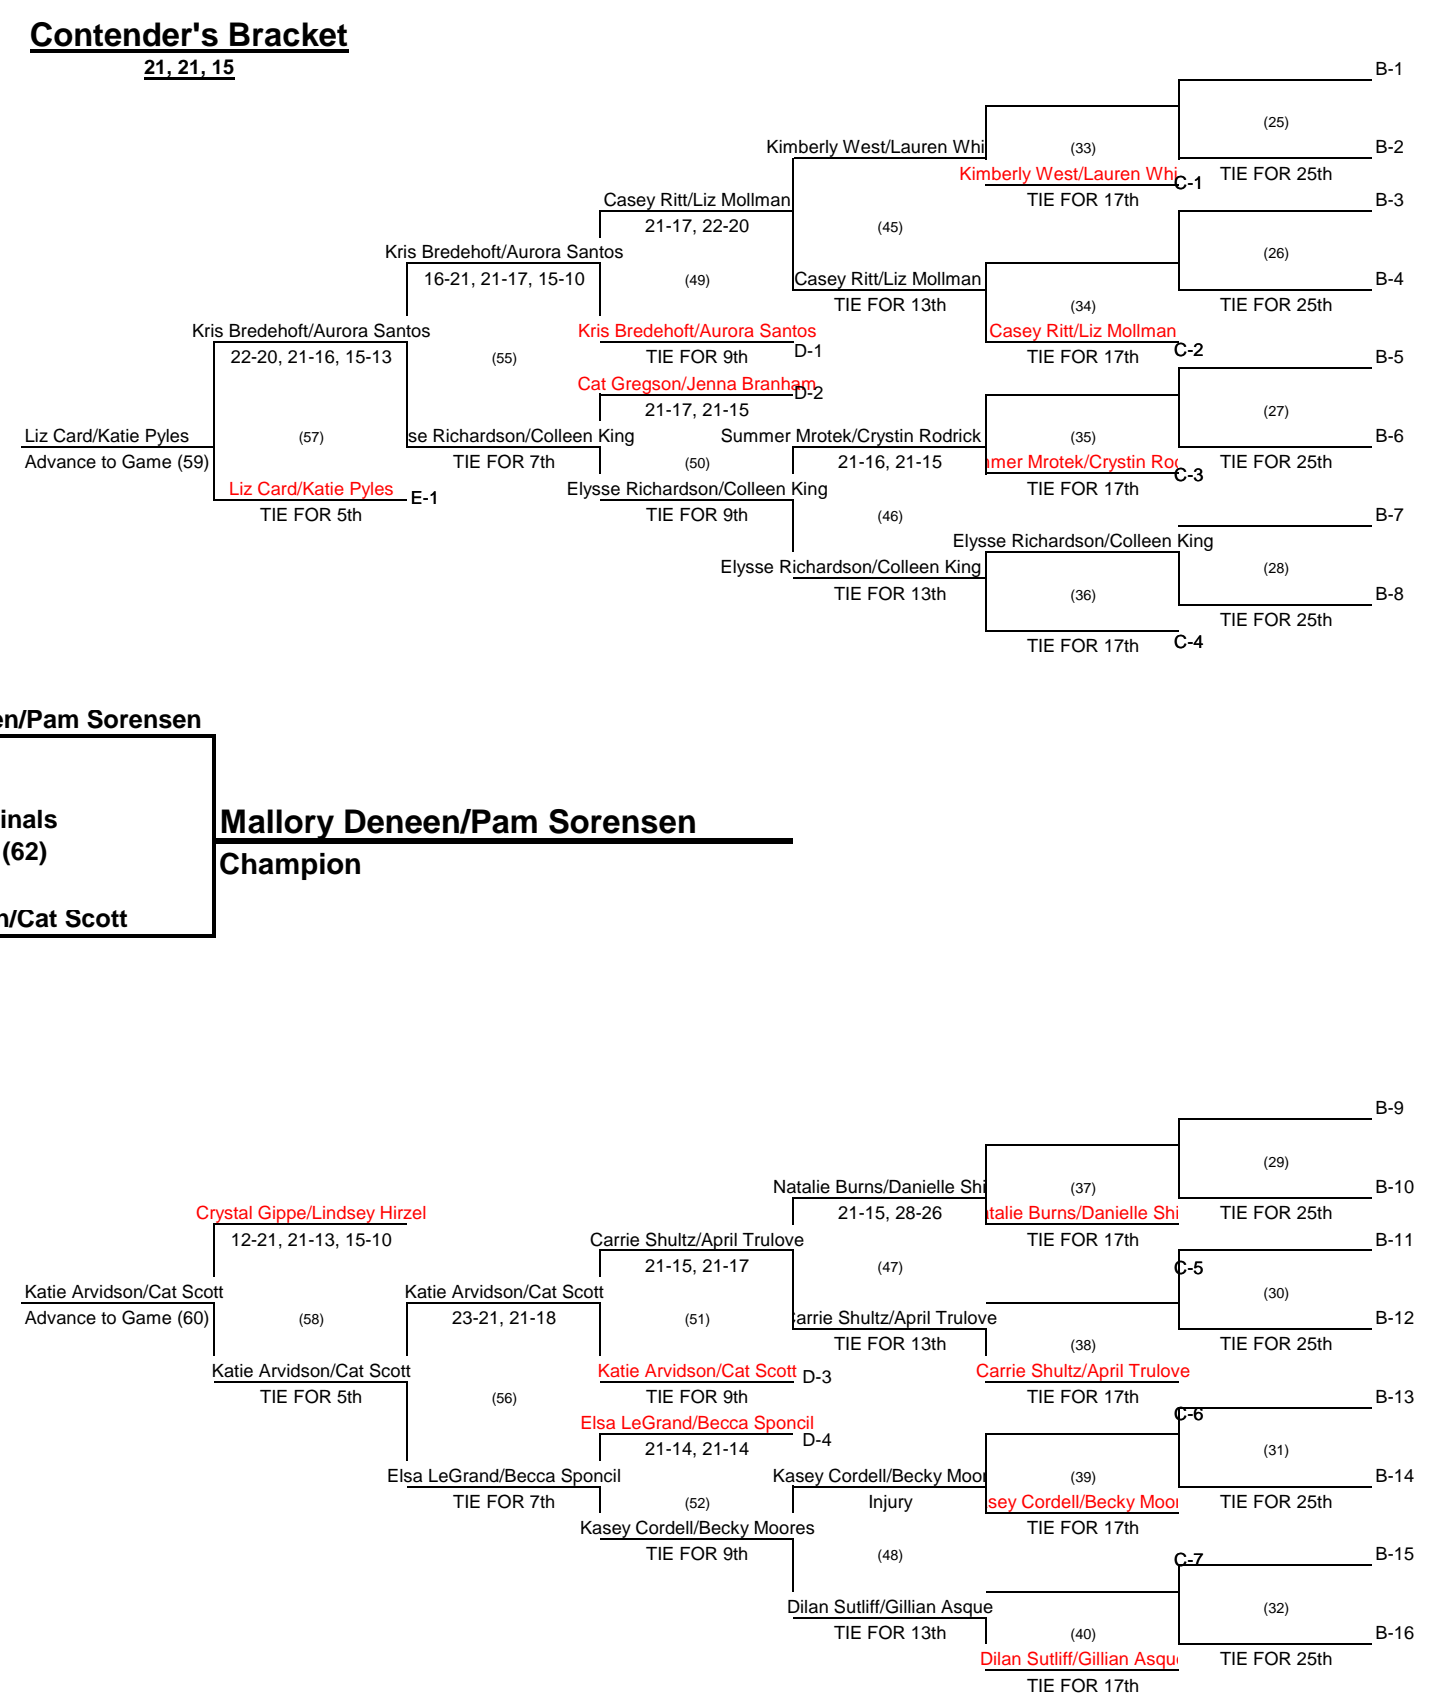 Contender's Bracket
21, 21, 15
B-1
(25)
Kimberly West/Lauren Whi
(33)
B-2
Kimberly West/Lauren Whi
C-1
TIE FOR 25th
Casey Ritt/Liz Mollman
TIE FOR 17th
B-3
21-17, 22-20
(45)
Kris Bredehoft/Aurora Santos
(26)
16-21, 21-17, 15-10
(49)
Casey Ritt/Liz Mollman
B-4
TIE FOR 13th
(34)
TIE FOR 25th
Kris Bredehoft/Aurora Santos
Kris Bredehoft/Aurora Santos
Casey Ritt/Liz Mollman
22-20, 21-16, 15-13
(55)
TIE FOR 9th
D-1
TIE FOR 17th
C-2
B-5
Cat Gregson/Jenna Branham
D-2
21-17, 21-15
(27)
Liz Card/Katie Pyles
(57)
se Richardson/Colleen King
Summer Mrotek/Crystin Rodrick
(35)
B-6
Advance to Game (59)
TIE FOR 7th
(50)
21-16, 21-15
mer Mrotek/Crystin Ro
C-3
TIE FOR 25th
Liz Card/Katie Pyles
E-1
Elysse Richardson/Colleen King
TIE FOR 17th
TIE FOR 5th
TIE FOR 9th
(46)
B-7
Elysse Richardson/Colleen King
Elysse Richardson/Colleen King
(28)
TIE FOR 13th
(36)
B-8
TIE FOR 25th
TIE FOR 17th
C-4
en/Pam Sorensen
inals
Mallory Deneen/Pam Sorensen
(62)
Champion
n/Cat Scott
B-9
(29)
Natalie Burns/Danielle Shi
(37)
B-10
Crystal Gippe/Lindsey Hirzel
21-15, 28-26
talie Burns/Danielle Shi
TIE FOR 25th
12-21, 21-13, 15-10
Carrie Shultz/April Trulove
TIE FOR 17th
B-11
21-15, 21-17
(47)
C-5
Katie Arvidson/Cat Scott
Katie Arvidson/Cat Scott
(30)
Advance to Game (60)
(58)
23-21, 21-18
(51)
Carrie Shultz/April Trulove
B-12
TIE FOR 13th
(38)
TIE FOR 25th
Katie Arvidson/Cat Scott
Katie Arvidson/Cat Scott
D-3
Carrie Shultz/April Trulove
TIE FOR 5th
(56)
TIE FOR 9th
TIE FOR 17th
B-13
Elsa LeGrand/Becca Sponcil
C-6
21-14, 21-14
D-4
(31)
Elsa LeGrand/Becca Sponcil
Kasey Cordell/Becky Moor
(39)
B-14
TIE FOR 7th
(52)
Injury
sey Cordell/Becky Moor
TIE FOR 25th
Kasey Cordell/Becky Moores
TIE FOR 17th
TIE FOR 9th
(48)
C-7
B-15
Dilan Sutliff/Gillian Asque
(32)
TIE FOR 13th
(40)
B-16
Dilan Sutliff/Gillian Asqu
TIE FOR 25th
TIE FOR 17th